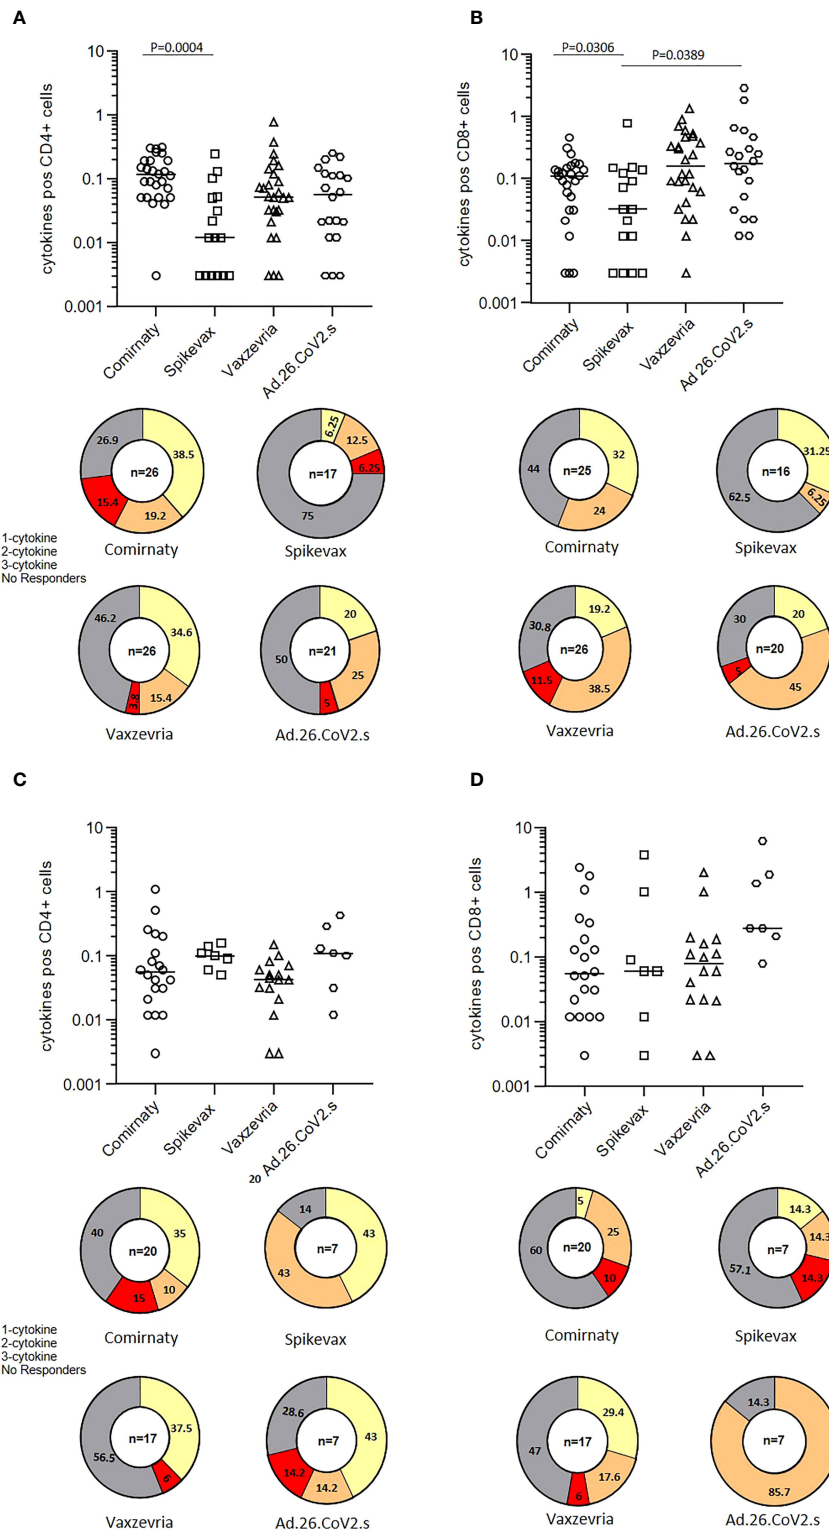 A
P=0.0004
10
1
0.1
0.01
0.001
cytokines pos CD4+ cells
Comirnaty
Spikevax
Vaxzevria
Ad.26.CoV2.s
B
P=0.0306
P=0.0389
10
1
0.1
0.01
0.001
cytokines pos CD8+ cells
Comirnaty
Spikevax
Vaxzevria
Ad 26.CoV2.s
26.9
38.5
n=26
15.4
19.2
Comirnaty
6.25
12.5
6.25
n=17
75
Spikevax
44
32
n=25
24
Comirnaty
31.25
n=16
6.25
62.5
Spikevax
1-cytokine
2-cytokine
3-cytokine
No Responders
46.2
34.6
n=26
3.8
15.4
Vaxzevria
20
50
n=21
25
5
Ad.26.CoV2.s
19.2
30.8
n=26
11.5
38.5
Vaxzevria
30
20
n=20
5
45
Ad.26.CoV2.s
C
10
1
0.1
0.01
0.001
cytokines pos CD4+ cells
Comirnaty
Spikevax
Vaxzevria
Ad.26.CoV2.s
20
D
10
1
0.1
0.01
0.001
cytokines pos CD8+ cells
Comirnaty
Spikevax
Vaxzevria
Ad.26.CoV2.s
40
35
n=20
15
10
Comirnaty
14
43
n=7
43
Spikevax
5
25
n=20
60
10
Comirnaty
14.3
14.3
n=7
57.1
14.3
Spikevax
1-cytokine
2-cytokine
3-cytokine
No Responders
37.5
n=17
56.5
6
Vaxzevria
28.6
43
n=7
14.2
14.2
Ad.26.CoV2.s
29.4
47
n=17
17.6
6
Vaxzevria
14.3
n=7
85.7
Ad.26.CoV2.s